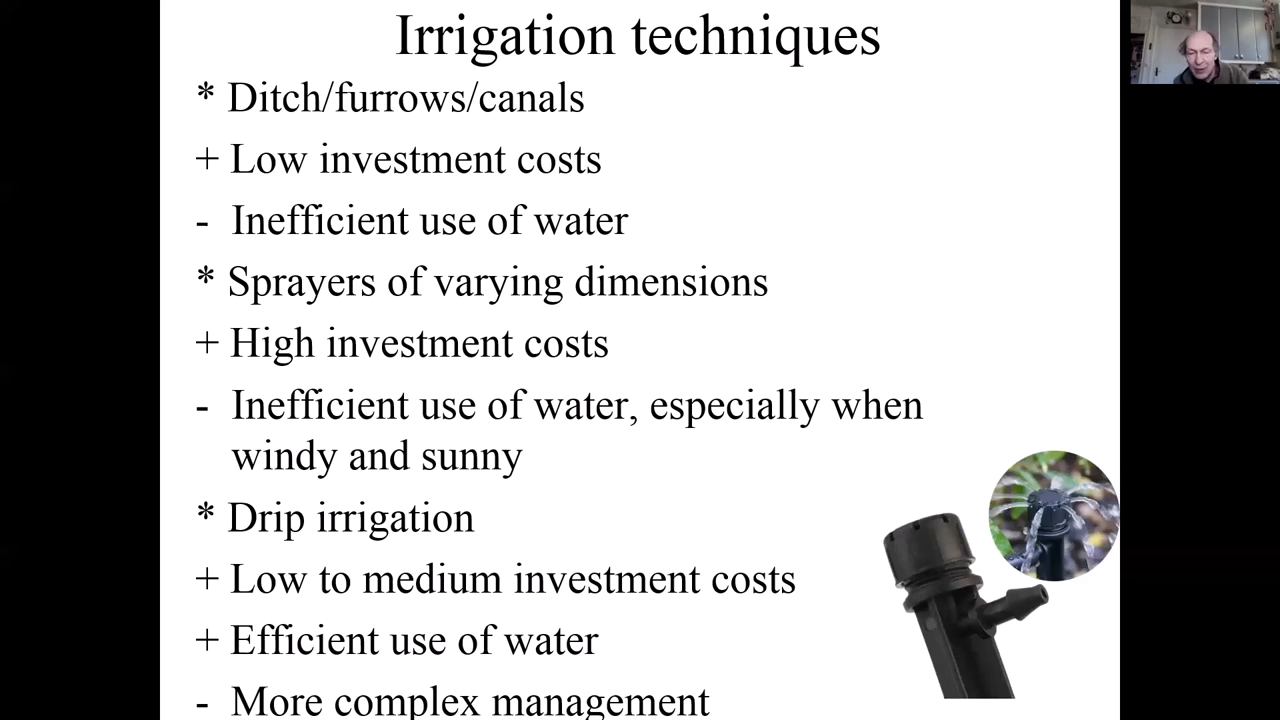 Irrigation techniques
* Ditch/furrows/canals
+ Low investment costs
- Inefficient use of water
* Sprayers of varying dimensions
+ High investment costs
- Inefficient use of water, especially when
windy and sunny
* Drip irrigation
+ Low to medium investment costs
+ Efficient use of water
- More complex management